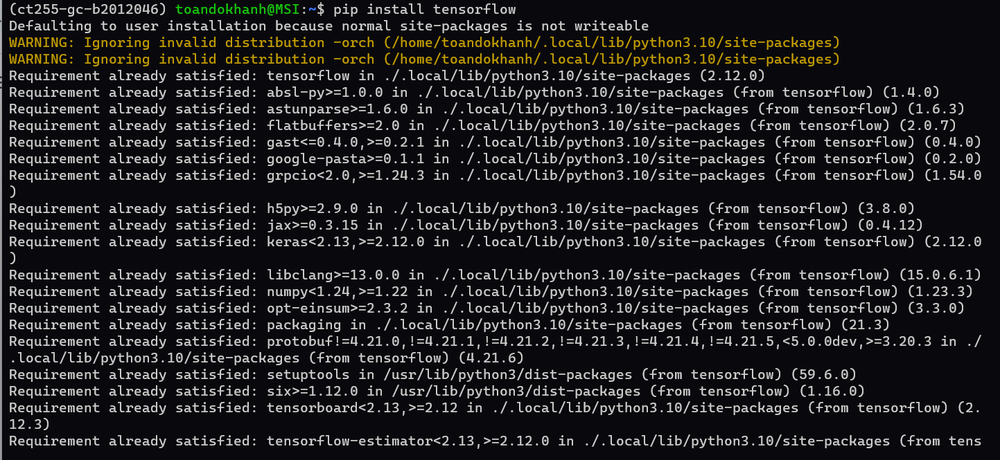 (ct255-gc-b2012046) toandokhanh@MSI:~$ pip install tensorflow
Defaulting to user installation because normal site-packages is not writeable
WARNING: Ignoring invalid distribution -orch (/home/toandokhanh/.local/lib/python3.10/site-packages)
WARNING: Ignoring invalid distribution -orch (/home/toandokhanh/.local/lib/python3.10/site-packages)
Requirement already satisfied: tensorflow in ./.local/lib/python3.10/site-packages (2.12.0)
Requirement already satisfied: absl-py>=1.0.0 in ./.local/lib/python3.10/site-packages (from tensorflow) (1.4.0)
Requirement already satisfied: astunparse>=1.6.0 in ./.local/lib/python3.10/site-packages (from tensorflow) (1.6.3)
Requirement already satisfied: flatbuffers>=2.0 in ./.local/lib/python3.10/site-packages (from tensorflow) (2.0.7)
Requirement already satisfied: gast<=0.4.0,>=0.2.1 in ./.local/lib/python3.10/site-packages (from tensorflow) (0.4.0)
Requirement already satisfied: google-pasta>=0.1.1 in ./.local/lib/python3.10/site-packages (from tensorflow) (0.2.0)
Requirement already satisfied: grpcio<2.0,>=1.24.3 in ./.local/lib/python3.10/site-packages (from tensorflow) (1.54.0
)
Requirement already satisfied: h5py>=2.9.0 in ./.local/lib/python3.10/site-packages (from tensorflow) (3.8.0)
Requirement already satisfied: jax>=0.3.15 in ./.local/lib/python3.10/site-packages (from tensorflow) (0.4.12)
Requirement already satisfied: keras<2.13,>=2.12.0 in ./.local/lib/python3.10/site-packages (from tensorflow) (2.12.0
)
Requirement already satisfied: libclang>=13.0.0 in ./.local/lib/python3.10/site-packages (from tensorflow) (15.0.6.1)
Requirement already satisfied: numpy<1.24,>=1.22 in ./.local/lib/python3.10/site-packages (from tensorflow) (1.23.3)
Requirement already satisfied: opt-einsum>=2.3.2 in ./.local/lib/python3.10/site-packages (from tensorflow) (3.3.0)
Requirement already satisfied: packaging in ./.local/lib/python3.10/site-packages (from tensorflow) (21.3)
Requirement already satisfied: protobuf!=4.21.0,!=4.21.1,!=4.21.2,!=4.21.3,!=4.21.4,!=4.21.5,<5.0.0dev,>=3.20.3 in ./
.local/lib/python3.10/site-packages (from tensorflow) (4.21.6)
Requirement already satisfied: setuptools in /usr/lib/python3/dist-packages (from tensorflow) (59.6.0)
Requirement already satisfied: six>=1.12.0 in /usr/lib/python3/dist-packages (from tensorflow) (1.16.0)
Requirement already satisfied: tensorboard<2.13,>=2.12 in ./.local/lib/python3.10/site-packages (from tensorflow) (2.
12.3)
Requirement already satisfied: tensorflow-estimator<2.13,>=2.12.0 in ./.local/lib/python3.10/site-packages (from tens